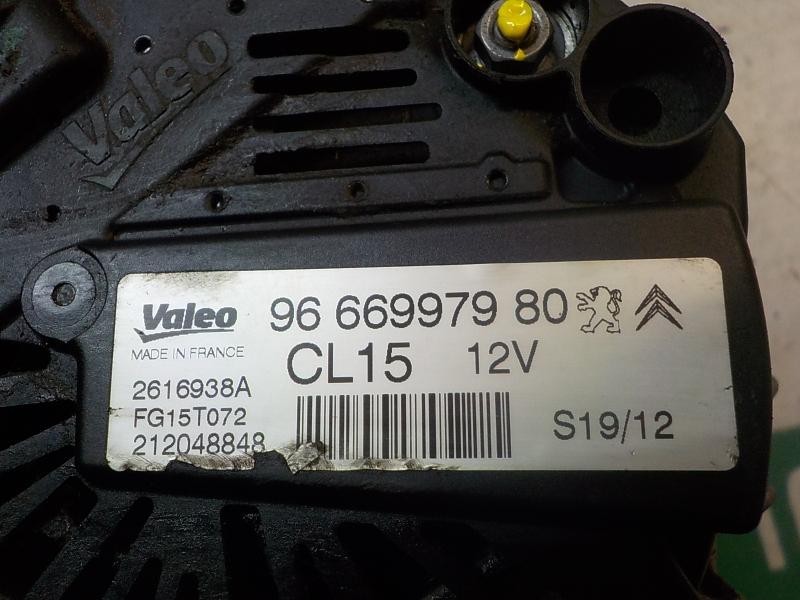 Valeo
Valeo 96 669979 80
MADE IN FRANCE CL15 12V
2616938A
FG15T072 S19/12
212048848